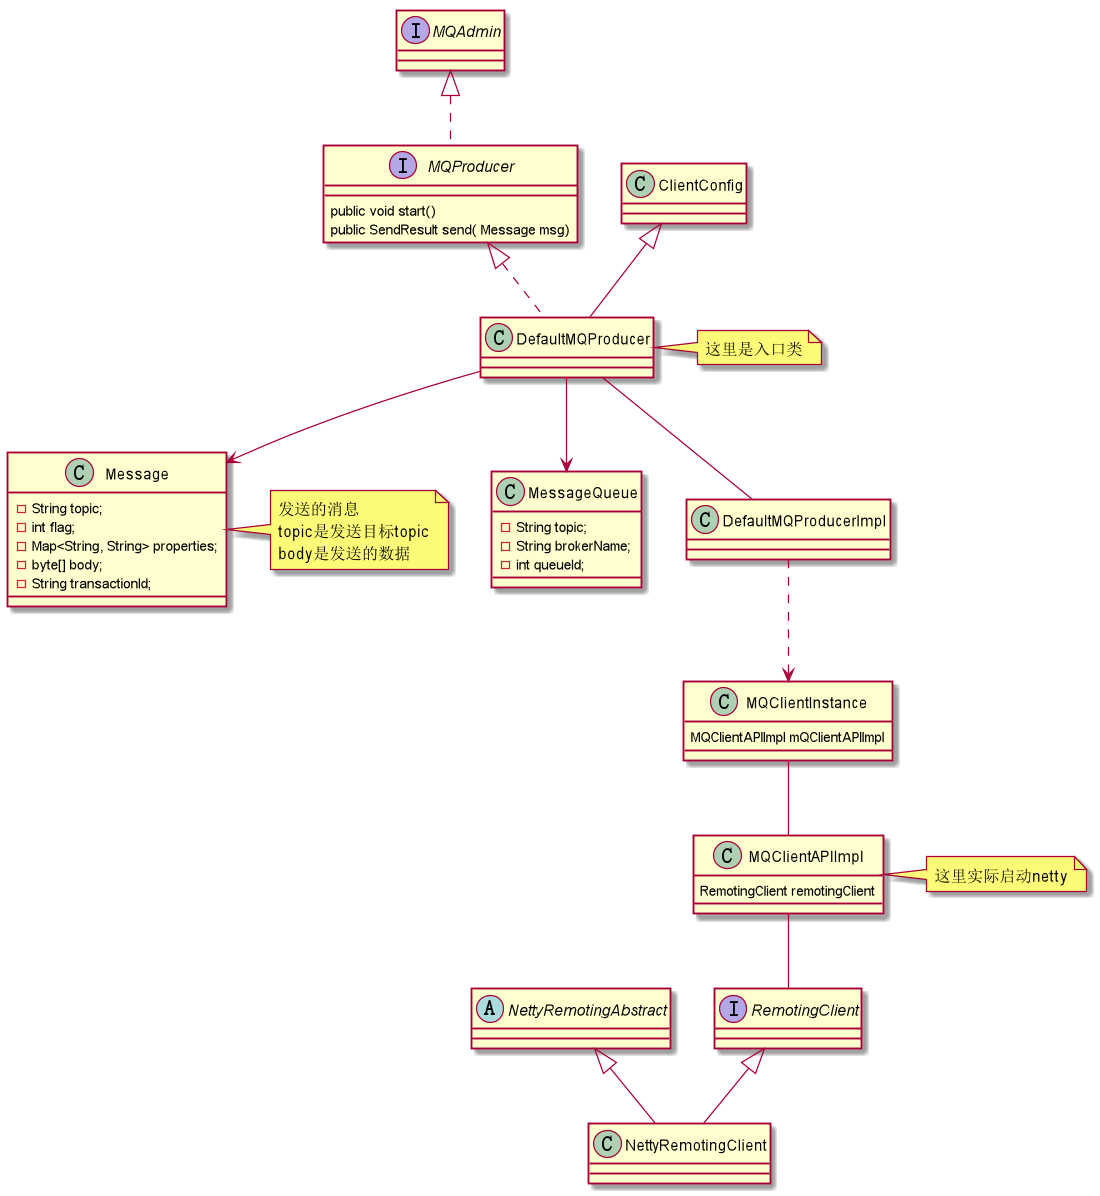 I MQAdmin
I MQProducer
public void start()
public SendResult send( Message msg)
C ClientConfig
C DefaultMQProducer
这里是入口类
C Message
String topic;
int flag;
Map<String, String> properties;
byte[] body;
String transactionId;
发送的消息
topic是发送目标topic
body是发送的数据
C MessageQueue
String topic;
String brokerName;
int queueId;
C DefaultMQProducerImpl
C MQClientInstance
MQClientAPIImpl mQClientAPIImpl
C MQClientAPIImpl
RemotingClient remotingClient
这里实际启动netty
A NettyRemotingAbstract
I RemotingClient
C NettyRemotingClient